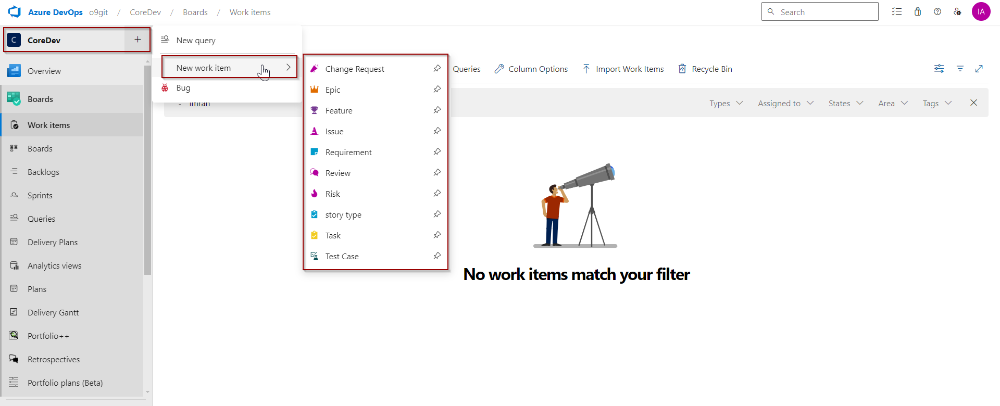 Azure DevOps o9git / CoreDev / Boards / Work items
Search
IA
C CoreDev +
Overview
Boards
Work items
Boards
Backlogs
Sprints
Queries
Delivery Plans
Analytics views
Plans
Delivery Gantt
Portfolio++
Retrospectives
Portfolio plans (Beta)
New query
New work item
Bug
Change Request
Epic
Feature
Issue
Requirement
Review
Risk
story type
Task
Test Case
Queries Column Options Import Work Items Recycle Bin
Imran Types Assigned to States Area Tags
No work items match your filter